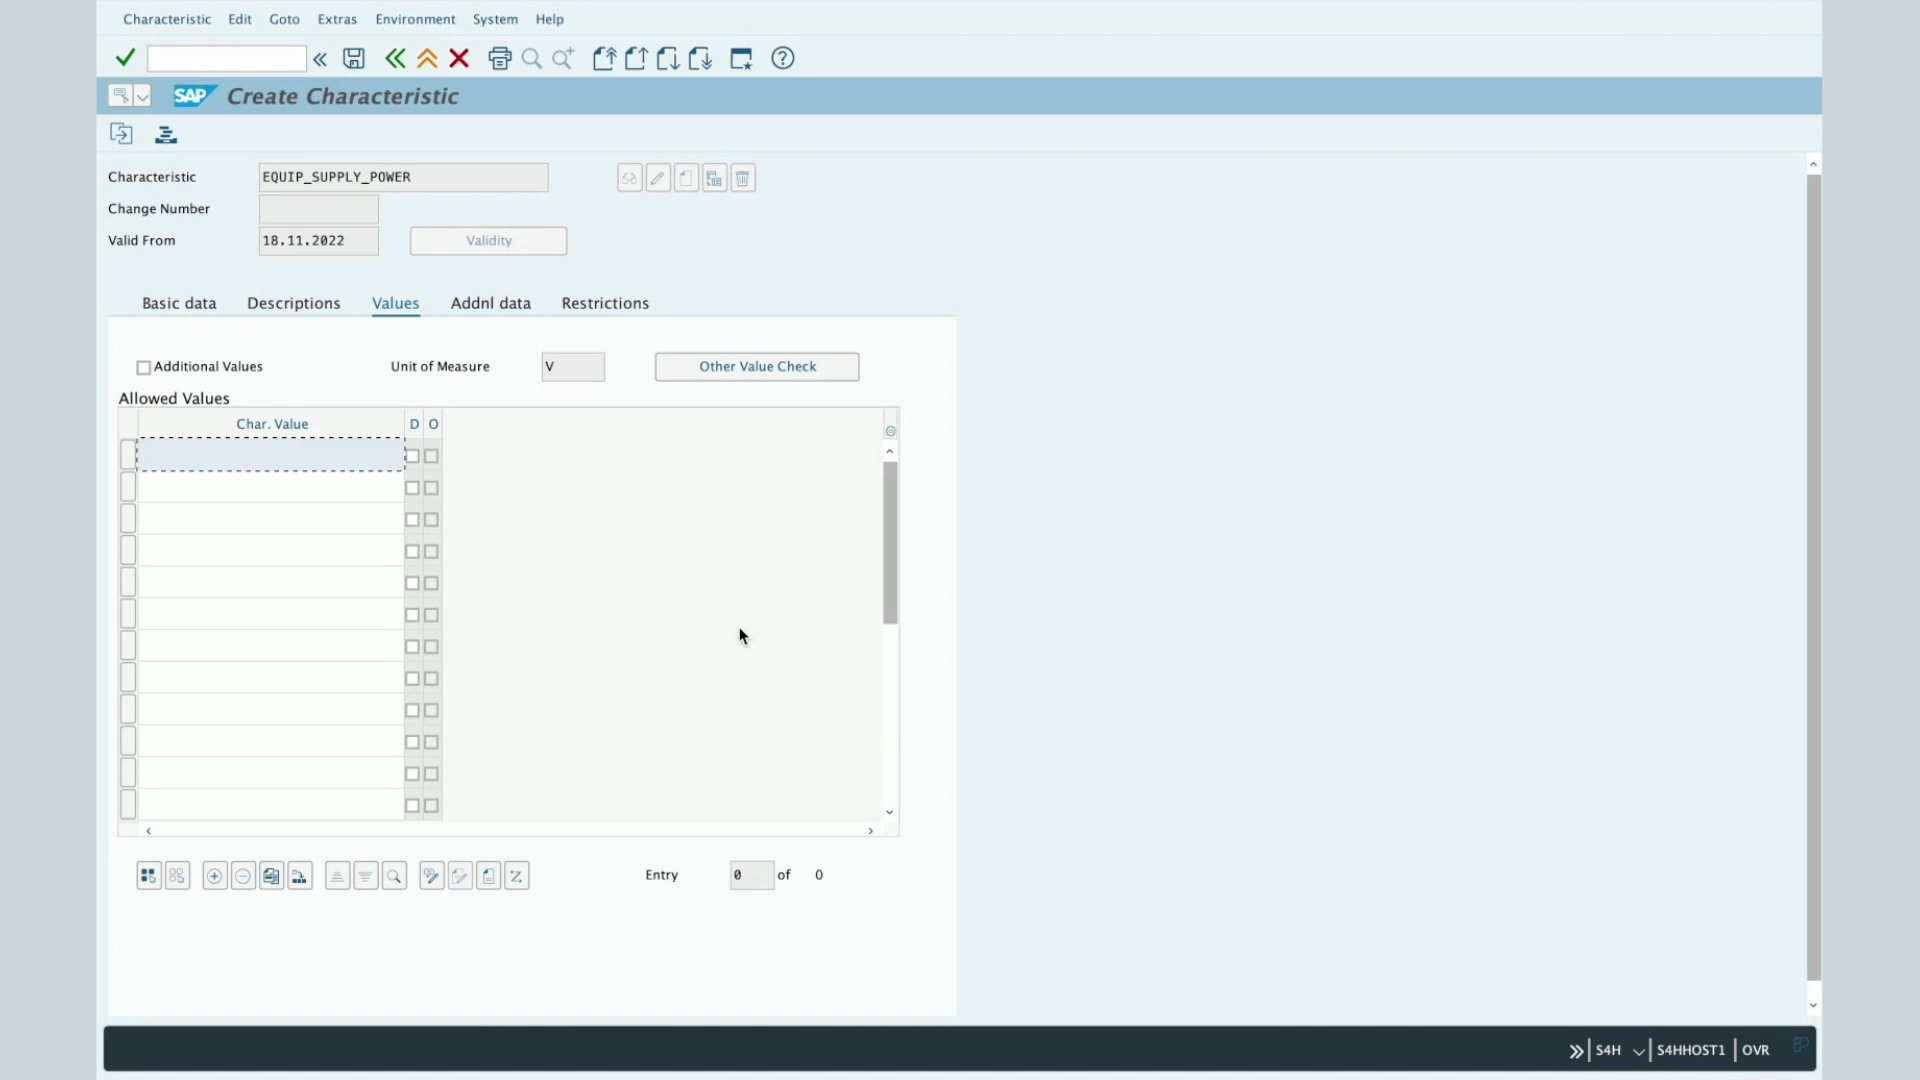 Characteristic Edit Goto Extras Environment System Help
SAP Create Characteristic
Characteristic EQUIP_SUPPLY_POWER
Change Number
Valid From 18.11.2022 Validity
Basic data Descriptions Values Addnl data Restrictions
Additional Values Unit of Measure V Other Value Check
Allowed Values
Char. Value D O
Entry 0 of 0
S4H S4HHOST1 OVR